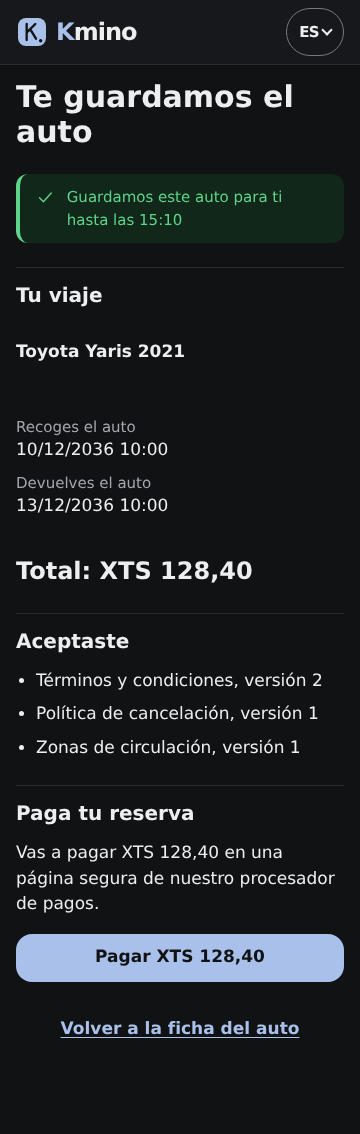 K. Kmino
ES
Te guardamos el
auto
Guardamos este auto para ti
hasta las 15:10
Tu viaje
Toyota Yaris 2021
Recoges el auto
10/12/2036 10:00
Devuelves el auto
13/12/2036 10:00
Total: XTS 128,40
Aceptaste
• Términos y condiciones, versión 2
• Política de cancelación, versión 1
• Zonas de circulación, versión 1
Paga tu reserva
Vas a pagar XTS 128,40 en una
página segura de nuestro procesador
de pagos.
Pagar XTS 128,40
Volver a la ficha del auto